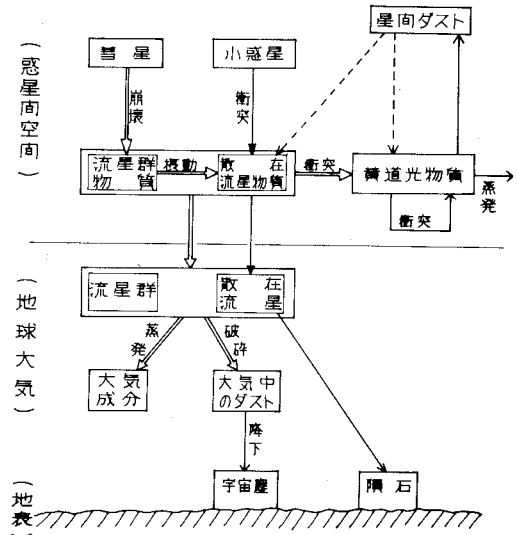 星間ダスト
彗星
小惑星
(惑星間空間)
崩壊
衝突
流星群
物質
摂動
散在
流星物質
衝突
黄道光物質
蒸発
衝突
(地球大気)
流星群
散在
流星
蒸発
破砕
大気
成分
大気中
のダスト
降下
(地表)
宇宙塵
隕石